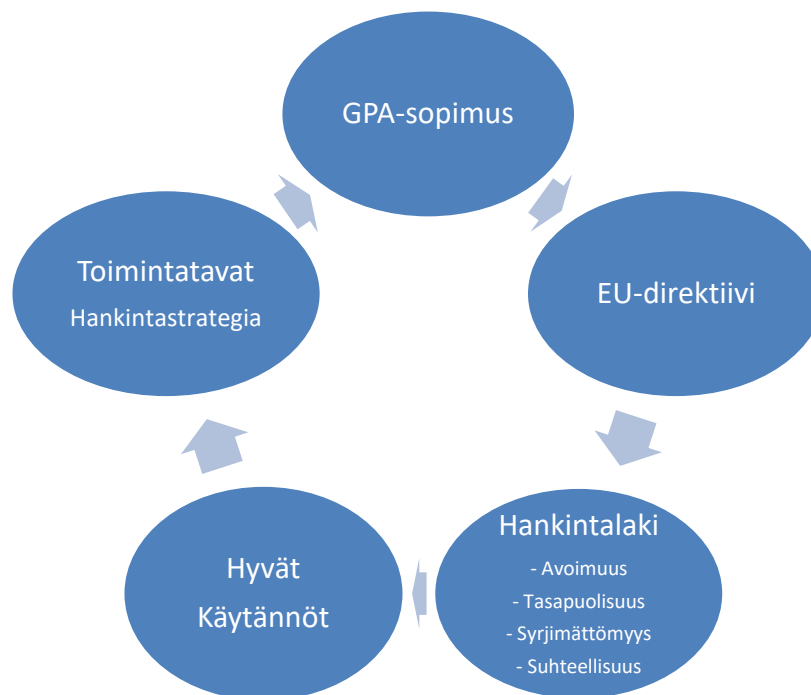 GPA-sopimus
EU-direktiivi
Hankintalaki
- Avoimuus
- Tasapuolisuus
- Syrjimättömyys
- Suhteellisuus
Hyvät
Käytännöt
Toimintatavat
Hankintastrategia